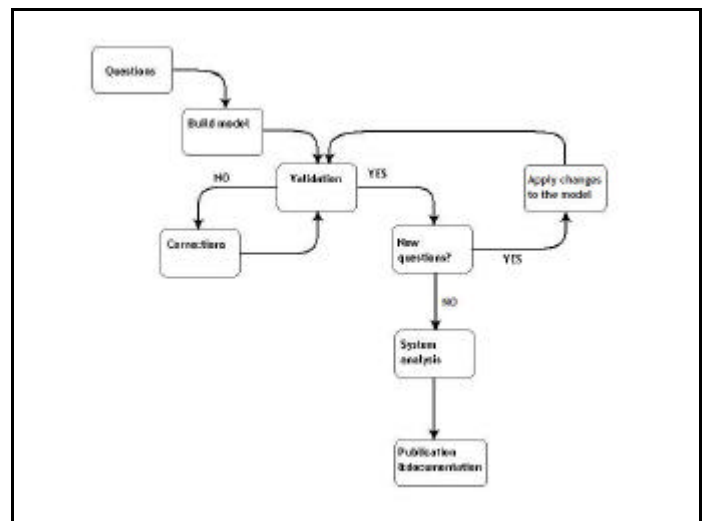 Questions
Build model
Validation
YES
NO
Apply changes
to the model
Corrections
New
questions?
YES
NO
System
analysis
Publication
&documentation